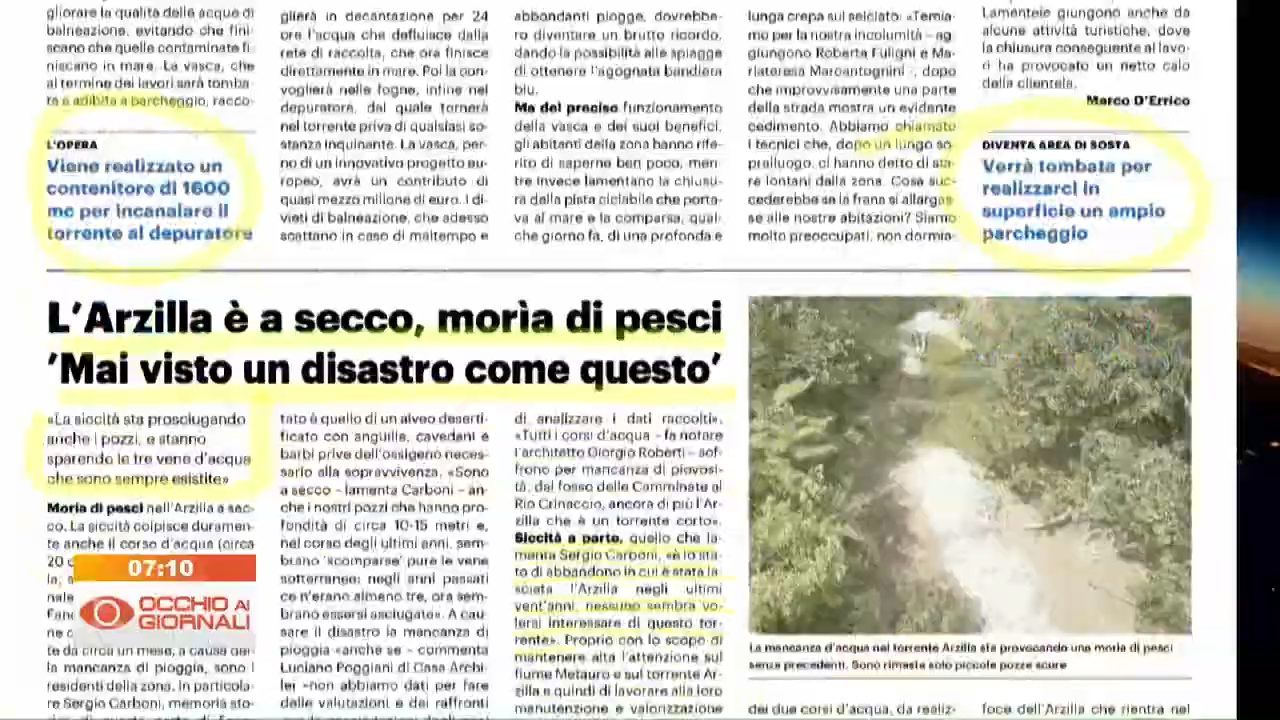 gliorare la qualità delle acque di
balneazione, evitando che fini-
scano che quelle contaminate fi-
niscano in mare. La vasca, che
al termine dei lavori sarà tomba-
ta e adibita a parcheggio, racco-
L'OPERA
Viene realizzato un
contenitore di 1600
mc per incanalare il
torrente al depuratore
glierà in decantazione per 24
ore l'acqua che defluisce dalla
rete di raccolta, che ora finisce
direttamente in mare. Poi la con-
voglierà nelle fogne, infine nel
depuratore, dal quale tornerà
nel torrente priva di qualsiasi so-
stanza inquinante. La vasca, per-
no di un innovativo progetto eu-
ropeo, avrà un contributo di
quasi mezzo milione di euro. I di-
vieti di balneazione, che adesso
scattano in caso di maltempo e
abbondanti piogge, dovrebbe-
ro diventare un brutto ricordo,
dando la possibilità alle spiagge
di ottenere l'agognata bandiera
blu.
Ma del preciso funzionamento
della vasca e dei suoi benefici,
gli abitanti della zona hanno rife-
rito di saperne ben poco, men-
tre invece lamentano la chiusu-
ra della pista ciclabile che porta-
va al mare e la comparsa, qual-
che giorno fa, di una profonda e
lunga crepa sul selciato. «Temia-
mo per la nostra incolumità - ag-
giungono Roberta Fuligni e Ma-
riateresa Marcantognini -, dopo
che improvvisamente una parte
della strada mostra un evidente
cedimento. Abbiamo chiamato
i tecnici che, dopo un lungo so-
pralluogo, ci hanno detto di sta-
re lontani dalla zona. Cosa suc-
cederebbe se la frana si allargas-
se alle nostre abitazioni? Siamo
molto preoccupati, non dormia-
Lamentele giungono anche da
alcune attività turistiche, dove
la chiusura conseguente ai lavo-
ri ha provocato un netto calo
della clientela.
Marco D'Errico
DIVENTA AREA DI SOSTA
Verrà tombata per
realizzarci in
superficie un ampio
parcheggio
L'Arzilla è a secco, morìa di pesci
'Mai visto un disastro come questo'
«La siccità sta prosciugando
anche i pozzi, e stanno
sparendo le tre vene d'acqua
che sono sempre esistite»
Morìa di pesci nell'Arzilla a sec-
co. La siccità colpisce duramen-
te anche il corso d'acqua (circa
20
te da circa un mese, a causa del-
la mancanza di pioggia, sono i
residenti della zona. In particola-
re Sergio Carboni, memoria sto-
tato è quello di un alveo deserti-
ficato con anguille, cavedani e
barbi prive dell'ossigeno neces-
sario alla sopravvivenza. «Sono
a secco - lamenta Carboni - an-
che i nostri pozzi che hanno pro-
fondità di circa 10-15 metri e,
nel corso degli ultimi anni, sem-
brano 'scomparse' pure le vene
sotterranee: negli anni passati
ce n'erano almeno tre, ora sem-
brano essersi asciugate». A cau-
sare il disastro la mancanza di
pioggia «anche se - commenta
Luciano Poggiani di Casa Archi-
lei -non abbiamo dati per fare
delle valutazioni e dei raffronti
di analizzare i dati raccolti».
«Tutti i corsi d'acqua - fa notare
l'architetto Giorgio Roberti - sof-
frono per mancanza di piovosi-
tà, dal fosso delle Camminate al
Rio Crinaccio, ancora di più l'Ar-
zilla che è un torrente corto».
Siccità a parte, quello che la-
menta Sergio Carboni, «è lo sta-
to di abbandono in cui è stata la-
sciata l'Arzilla negli ultimi
vent'anni, nessuno sembra vo-
lersi interessare di questo tor-
rente». Proprio con lo scopo di
mantenere alta l'attenzione sul
fiume Metauro e sul torrente Ar-
zilla e quindi di lavorare alla loro
manutenzione e valorizzazione
La mancanza d'acqua nel torrente Arzilla sta provocando una moria di pesci
senza precedenti. Sono rimaste solo piccole pozze scure
dei due corsi d'acqua, da realiz-
foce dell'Arzilla che rientra nel
07:10
OCCHIO AI
GIORNALI